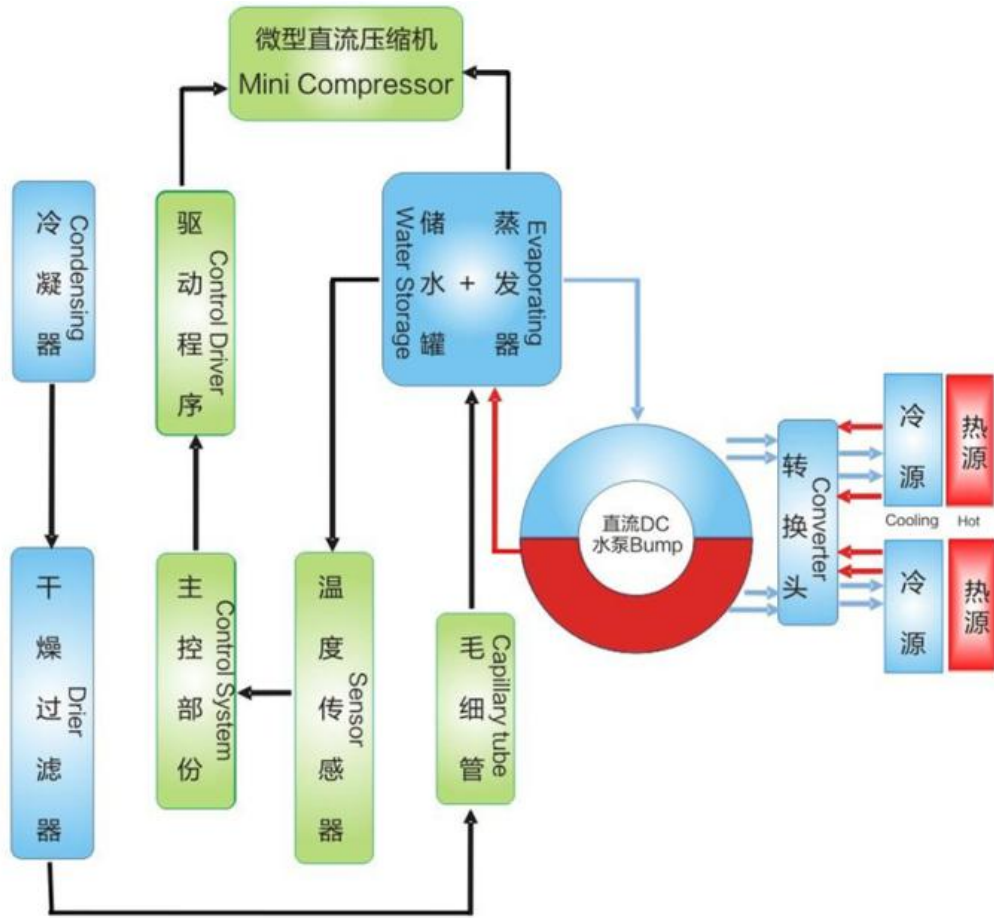 微型直流压缩机
Mini Compressor
冷凝器
Condensing
驱动程序
Control Driver
储水罐
Water Storage
+
蒸发器
Evaporating
直流DC
水泵Bump
转换头
Converter
冷源
热源
Cooling
Hot
冷源
热源
干燥过滤器
Drier
主控部份
Control System
温度传感器
Sensor
毛细管
Capillary tube